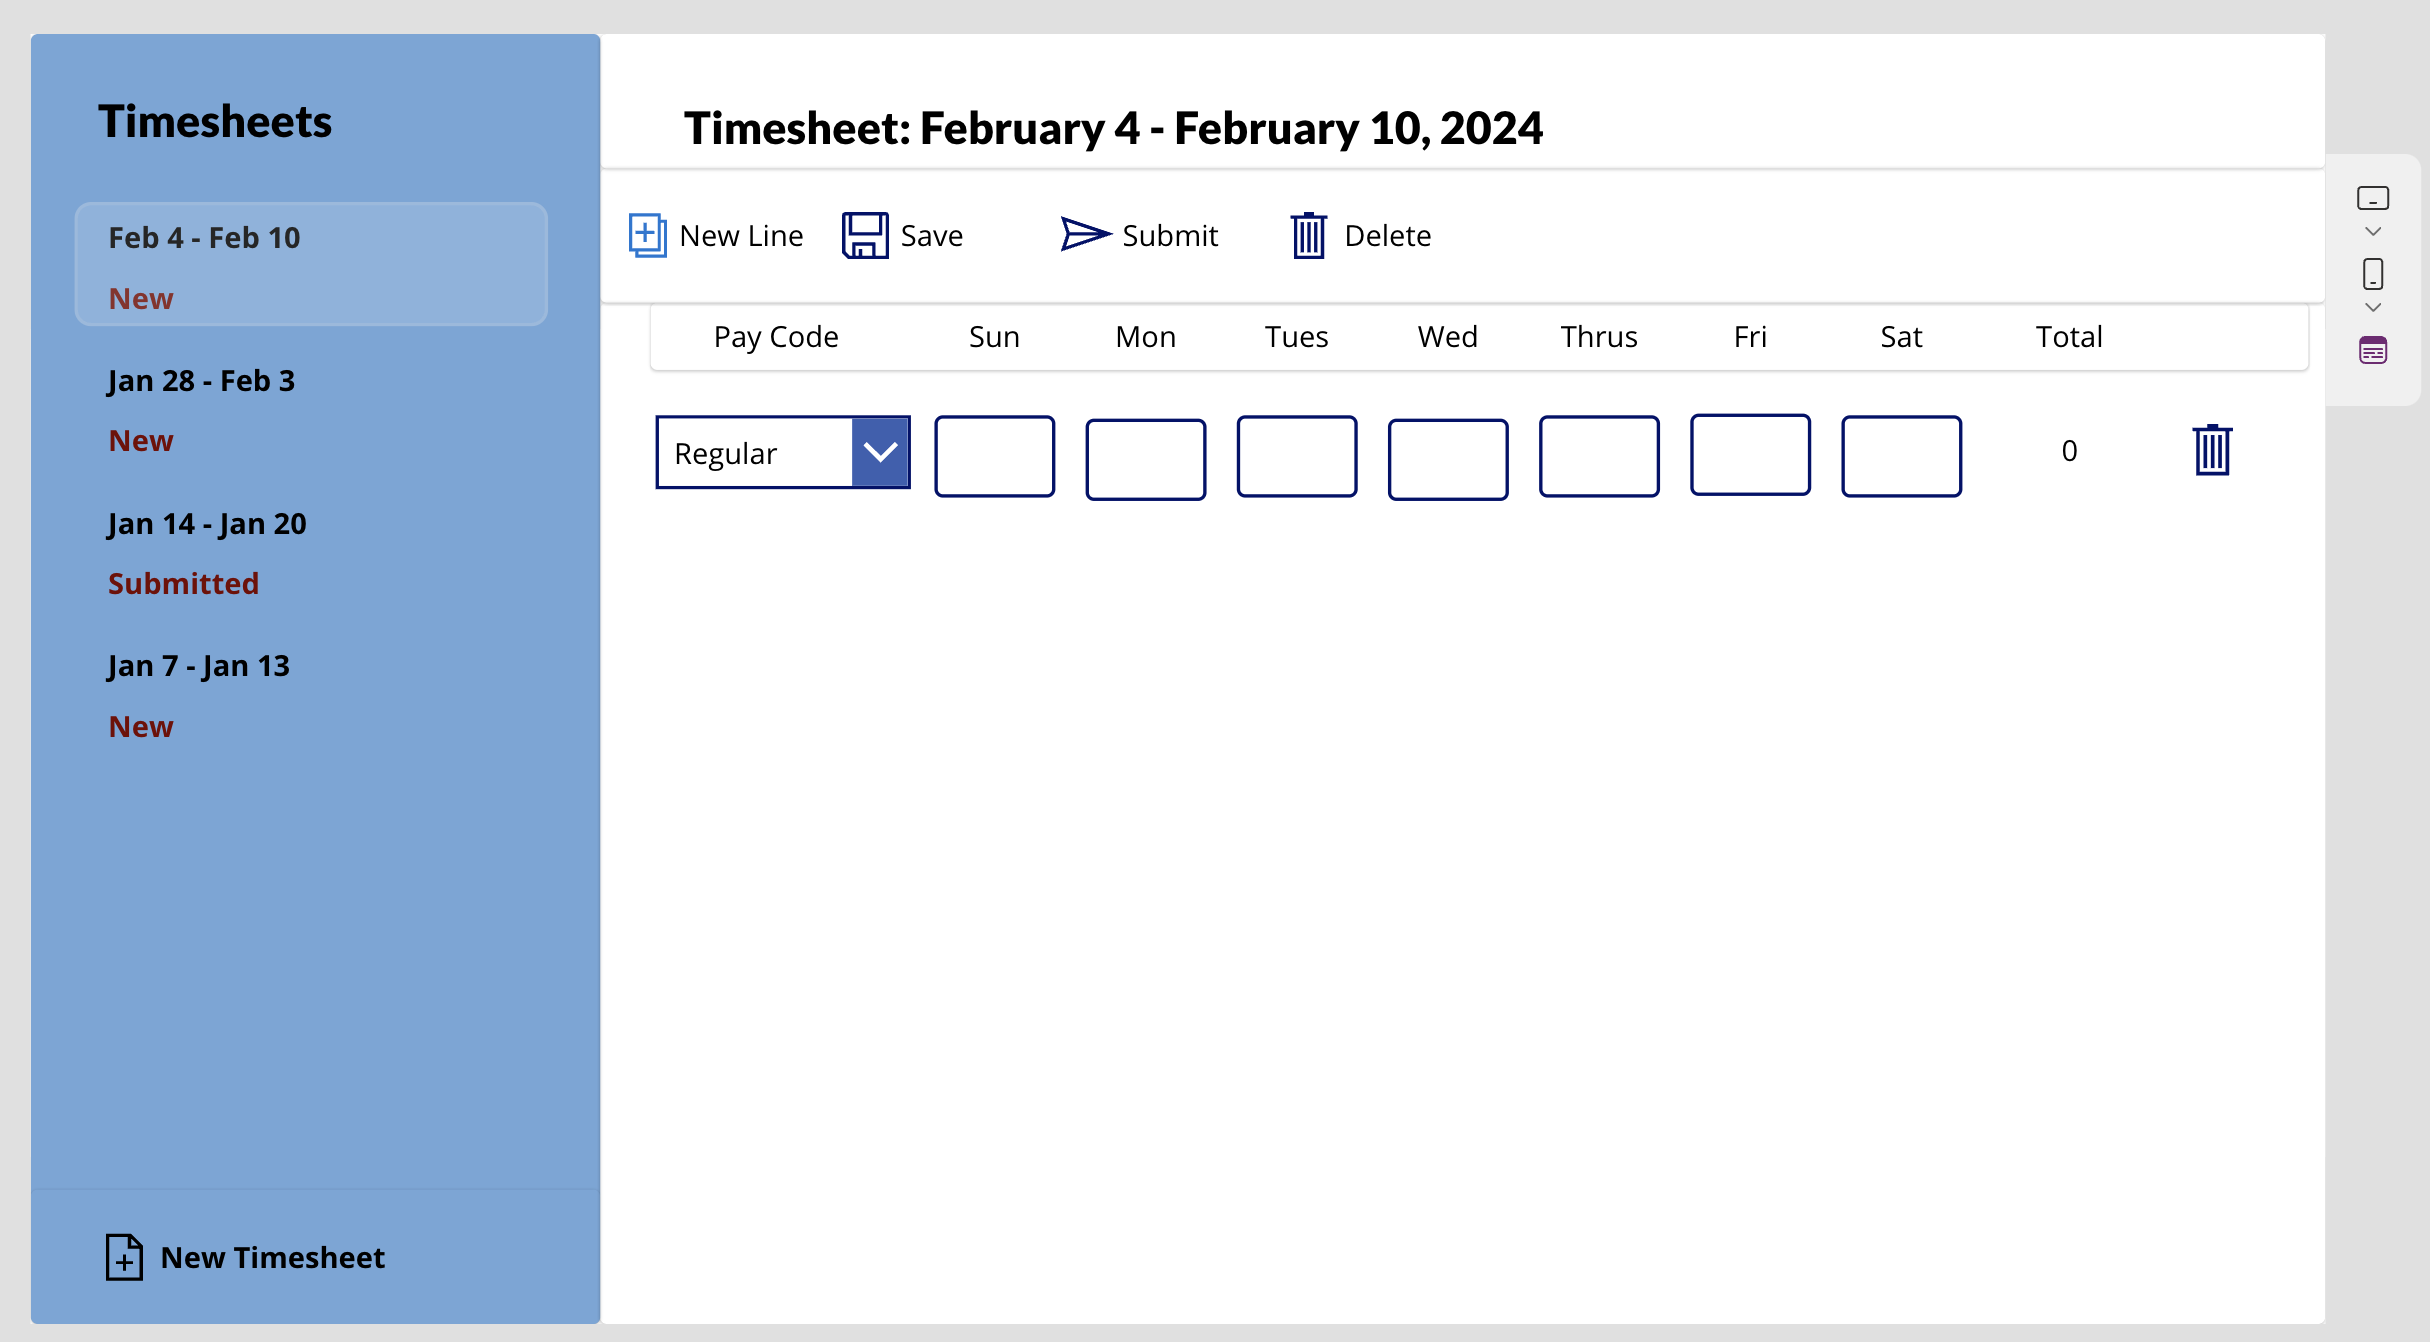 Timesheets
Feb 4 - Feb 10
New
Jan 28 - Feb 3
New
Jan 14 - Jan 20
Submitted
Jan 7 - Jan 13
New
New Timesheet
Timesheet: February 4 - February 10, 2024
New Line Save Submit Delete
Pay Code Sun Mon Tues Wed Thrus Fri Sat Total
Regular 0